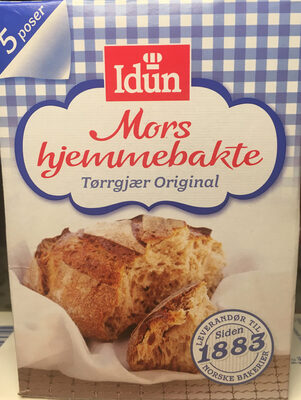 5 poser
Idun
Mors
hjemmebakte
Tørrgjær Original
LEVERANDØR TIL
Siden
1883
NORSKE BAKERIER